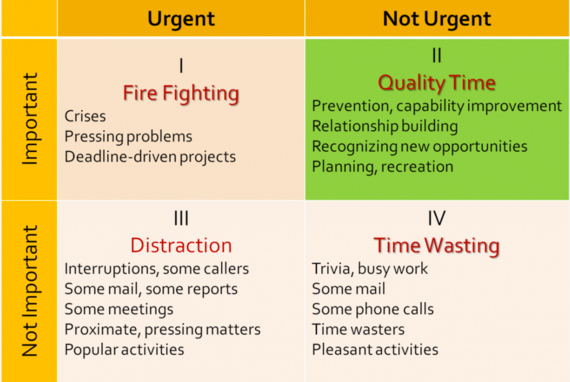 Urgent
Not Urgent
Important
I
Fire Fighting
Crises
Pressing problems
Deadline-driven projects
II
Quality Time
Prevention, capability improvement
Relationship building
Recognizing new opportunities
Planning, recreation
Not Important
III
Distraction
Interruptions, some callers
Some mail, some reports
Some meetings
Proximate, pressing matters
Popular activities
IV
Time Wasting
Trivia, busy work
Some mail
Some phone calls
Time wasters
Pleasant activities